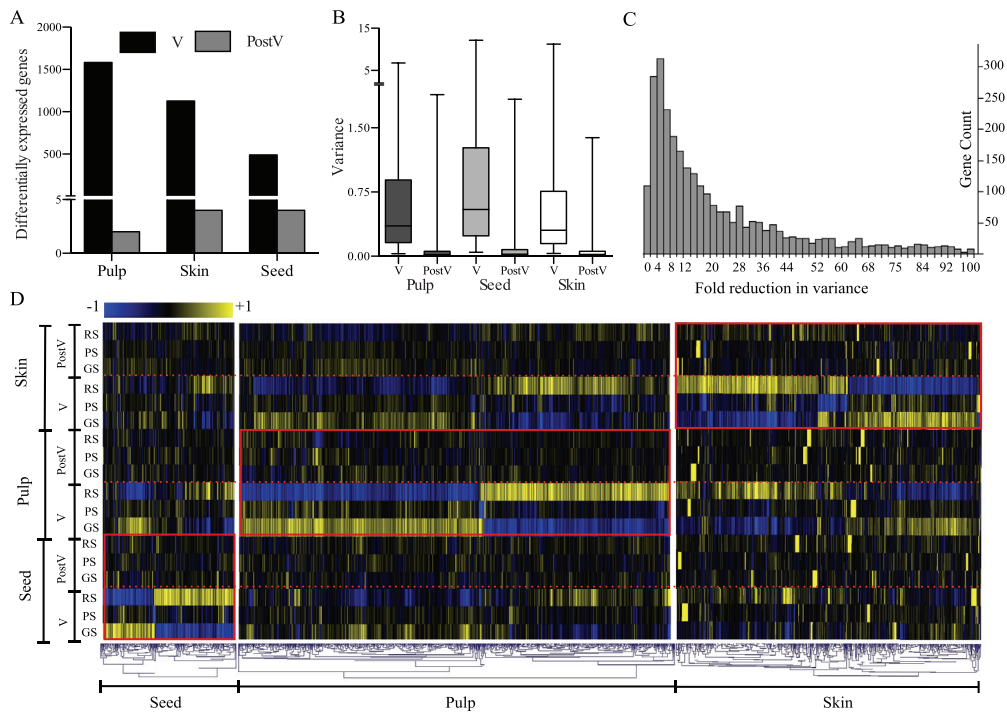 A
2000
1500
1000
500
5
0
Differentially expressed genes
V
PostV
Pulp
Skin
Seed
B
15
5
1.50
0.75
0.00
Variance
V
PostV
V
PostV
V
PostV
Pulp
Seed
Skin
C
300
250
200
150
100
50
Gene Count
0 4 8 12 20 28 36 44 52 60 68 76 84 92 100
Fold reduction in variance
D
-1
+1
Skin
PostV
RS
PS
GS
V
RS
PS
GS
Pulp
PostV
RS
PS
GS
V
RS
PS
GS
Seed
PostV
RS
PS
GS
V
RS
PS
GS
Seed
Pulp
Skin